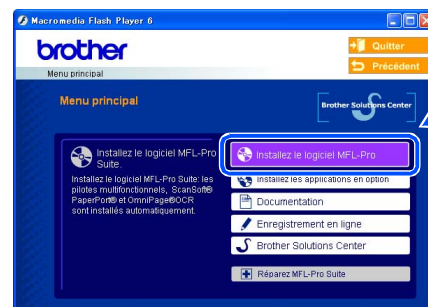 Macromedia Flash Player 6
brother
Quitter
Précédent
Menu principal
Menu principal
Brother Solutions Center
Installez le logiciel MFL-Pro
Suite.
Installez le logiciel MFL-Pro Suite: les
pilotes multifonctionnels, ScanSoft®
PaperPort® et OmniPage®OCR
sont installés automatiquement.
Installez le logiciel MFL-Pro
Installez les applications en option
Documentation
Enregistrement en ligne
Brother Solutions Center
Réparez MFL-Pro Suite